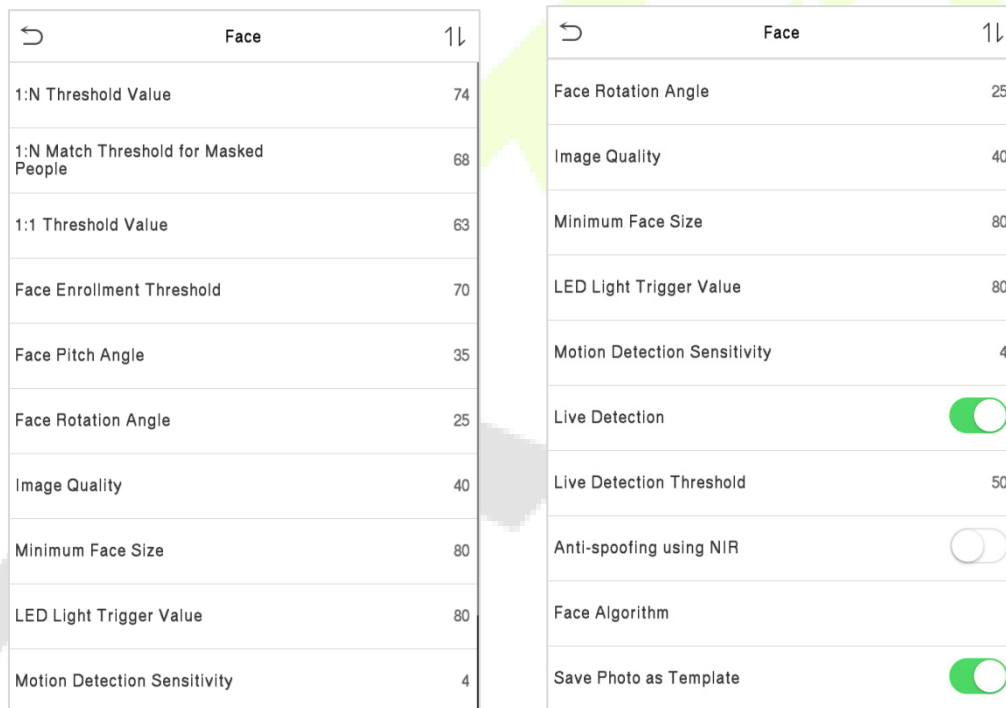 Face
1:N Threshold Value 74
1:N Match Threshold for Masked
People 68
1:1 Threshold Value 63
Face Enrollment Threshold 70
Face Pitch Angle 35
Face Rotation Angle 25
Image Quality 40
Minimum Face Size 80
LED Light Trigger Value 80
Motion Detection Sensitivity 4
Face
Face Rotation Angle 25
Image Quality 40
Minimum Face Size 80
LED Light Trigger Value 80
Motion Detection Sensitivity 4
Live Detection
Live Detection Threshold 50
Anti-spoofing using NIR
Face Algorithm
Save Photo as Template